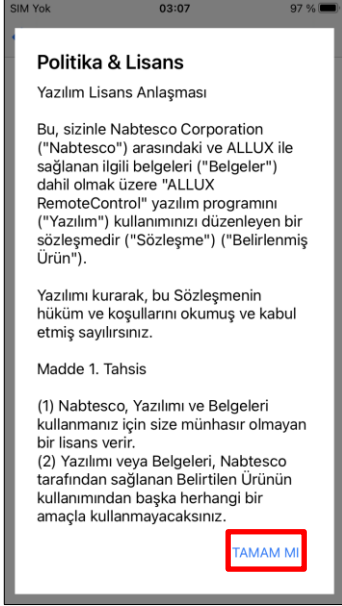 SIM Yok 03:07 97 %
Politika & Lisans
Yazılım Lisans Anlaşması
Bu, sizinle Nabtesco Corporation
("Nabtesco") arasındaki ve ALLUX ile
sağlanan ilgili belgeleri ("Belgeler")
dahil olmak üzere "ALLUX
RemoteControl" yazılım programını
("Yazılım") kullanımınızı düzenleyen bir
sözleşmedir ("Sözleşme") ("Belirlenmiş
Ürün").
Yazılımı kurarak, bu Sözleşmenin
hüküm ve koşullarını okumuş ve kabul
etmiş sayılırsınız.
Madde 1. Tahsis
(1) Nabtesco, Yazılımı ve Belgeleri
kullanmanız için size münhasır olmayan
bir lisans verir.
(2) Yazılımı veya Belgeleri, Nabtesco
tarafından sağlanan Belirtilen Ürünün
kullanımından başka herhangi bir
amaçla kullanmayacaksınız.
TAMAM MI